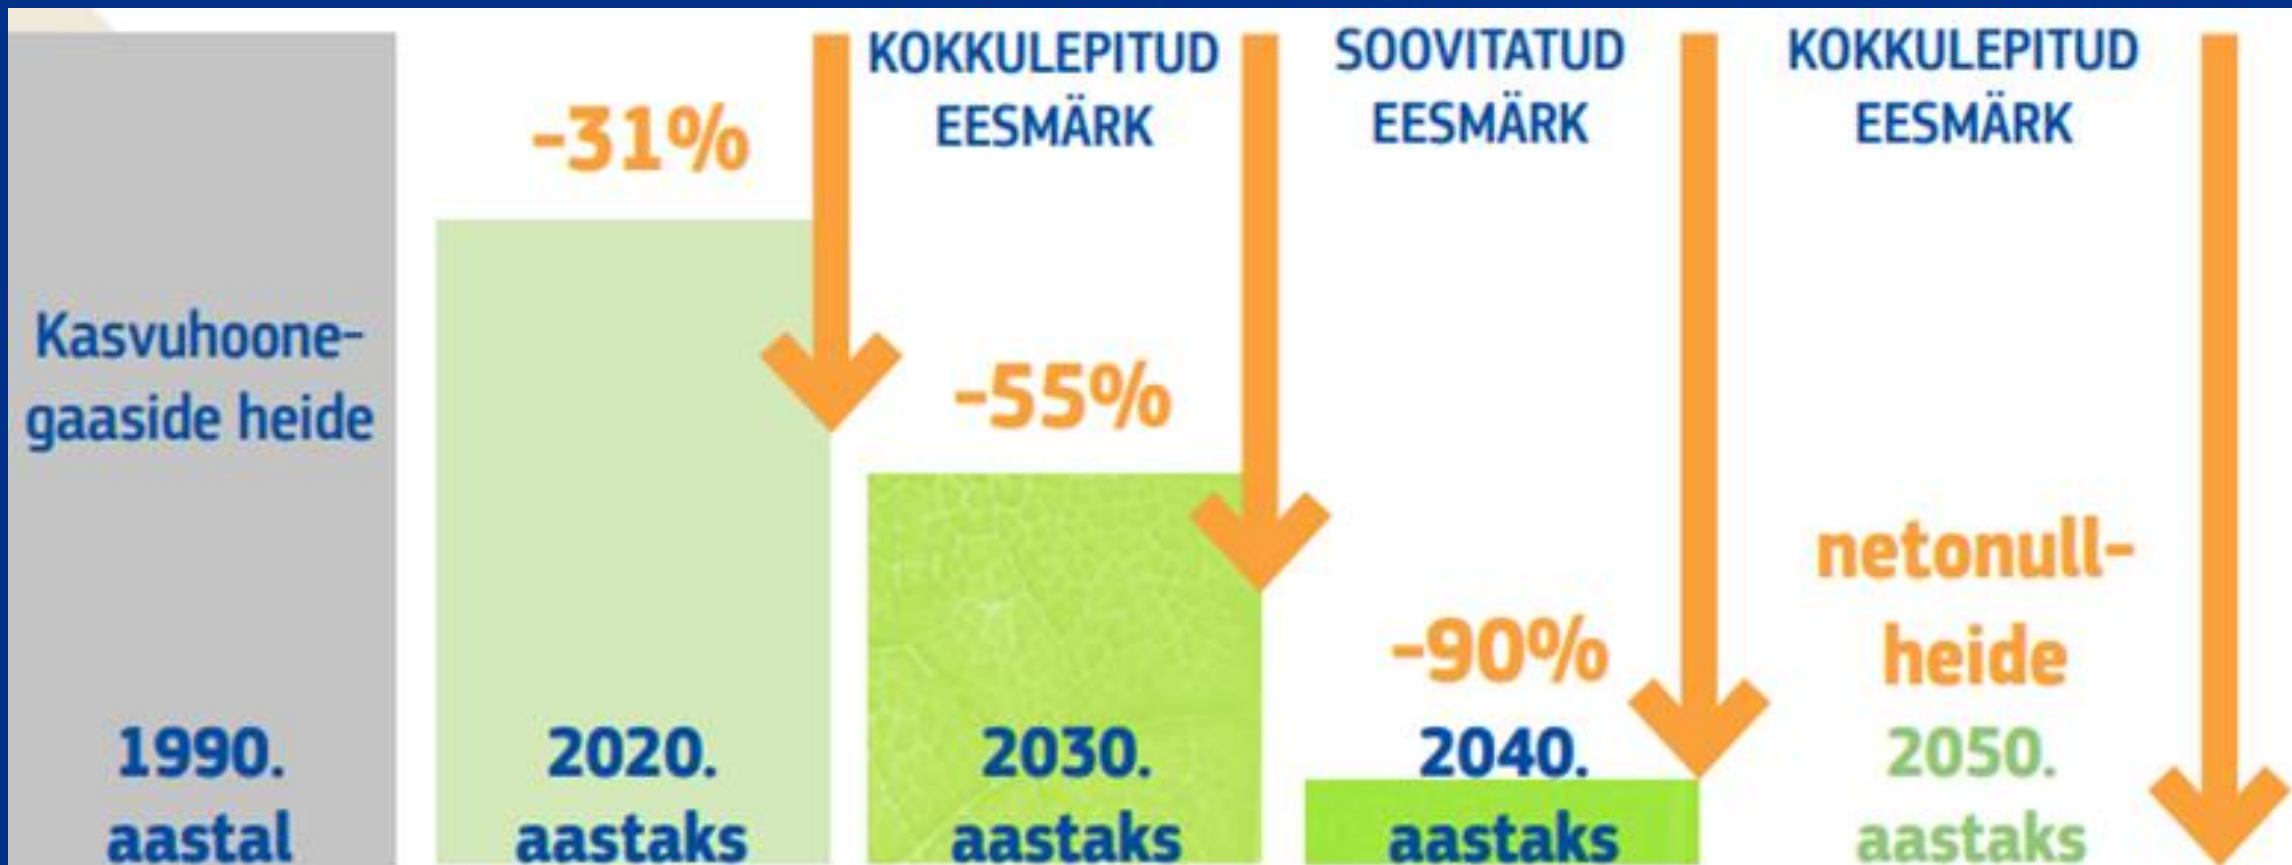 Kasvuhoone-
gaaside heide
1990.
aastal
-31%
2020.
aastaks
KOKKULEPITUD
EESMÄRK
-55%
2030.
aastaks
SOOVITATUD
EESMÄRK
-90%
2040.
aastaks
KOKKULEPITUD
EESMÄRK
netonull-
heide
2050.
aastaks